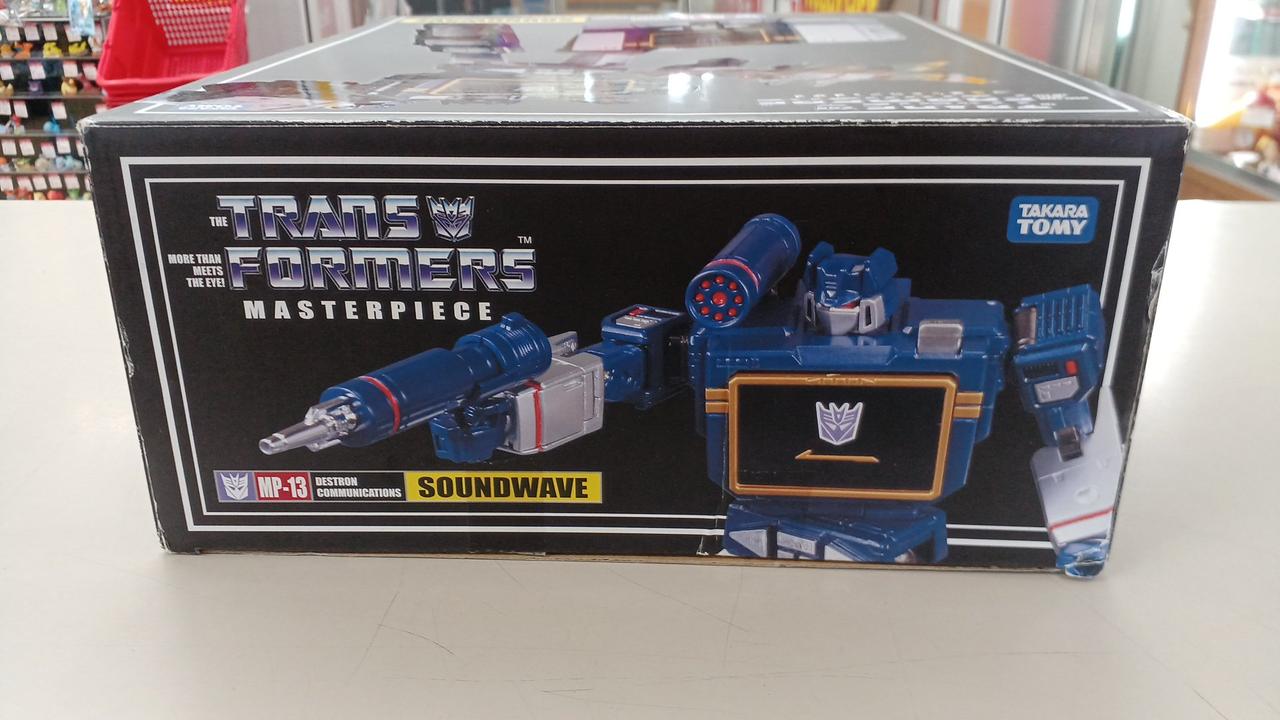 THE TRANS
FORMERS
TM
MORE THAN
MEETS
THE EYE!
MASTERPIECE
TAKARA
TOMY
MP-13
DESTRON
COMMUNICATIONS
SOUNDWAVE